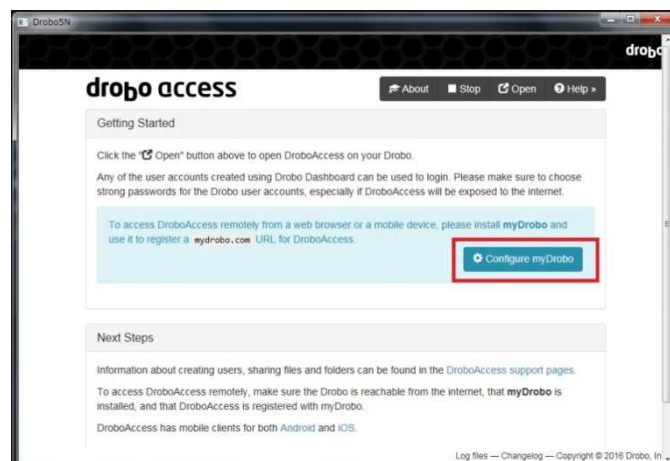 Drobo5N
drobo
drobo access
About Stop Open Help »
Getting Started
Click the "Open" button above to open DroboAccess on your Drobo.
Any of the user accounts created using Drobo Dashboard can be used to login. Please make sure to choose
strong passwords for the Drobo user accounts, especially if DroboAccess will be exposed to the internet.
To access DroboAccess remotely from a web browser or a mobile device, please install myDrobo and
use it to register a mydrobo.com URL for DroboAccess.
Configure myDrobo
Next Steps
Information about creating users, sharing files and folders can be found in the DroboAccess support pages.
To access DroboAccess remotely, make sure the Drobo is reachable from the internet, that myDrobo is
installed, and that DroboAccess is registered with myDrobo.
DroboAccess has mobile clients for both Android and iOS.
Log files — Changelog — Copyright © 2016 Drobo, In